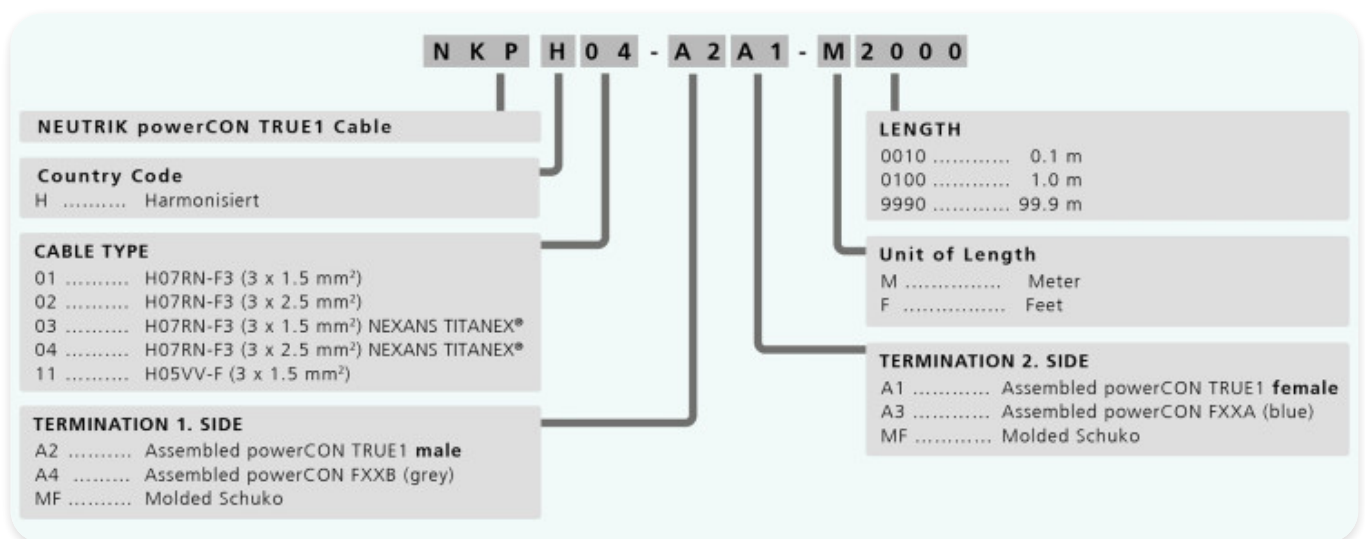 N K P H 0 4 - A 2 A 1 - M 2 0 0 0
NEUTRIK powerCON TRUE1 Cable
Country Code
H .......... Harmonisiert
CABLE TYPE
01 .......... H07RN-F3 (3 x 1.5 mm²)
02 .......... H07RN-F3 (3 x 2.5 mm²)
03 .......... H07RN-F3 (3 x 1.5 mm²) NEXANS TITANEX®
04 .......... H07RN-F3 (3 x 2.5 mm²) NEXANS TITANEX®
11 .......... H05VV-F (3 x 1.5 mm²)
TERMINATION 1. SIDE
A2 .......... Assembled powerCON TRUE1 male
A4 ......... Assembled powerCON FXXB (grey)
MF .......... Molded Schuko
LENGTH
0010 ............ 0.1 m
0100 ............ 1.0 m
9990 ............ 99.9 m
Unit of Length
M ............... Meter
F ................ Feet
TERMINATION 2. SIDE
A1 ............ Assembled powerCON TRUE1 female
A3 ............ Assembled powerCON FXXA (blue)
MF ............ Molded Schuko